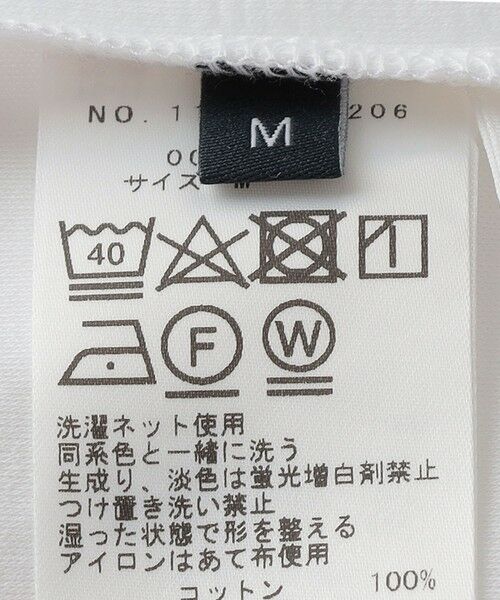 M
NO. 11 206
00
サイズ M
40
F
W
洗濯ネット使用
同系色と一緒に洗う
生成り、淡色は蛍光増白剤禁止
つけ置き洗い禁止
湿った状態で形を整える
アイロンはあて布使用
コットン 100%